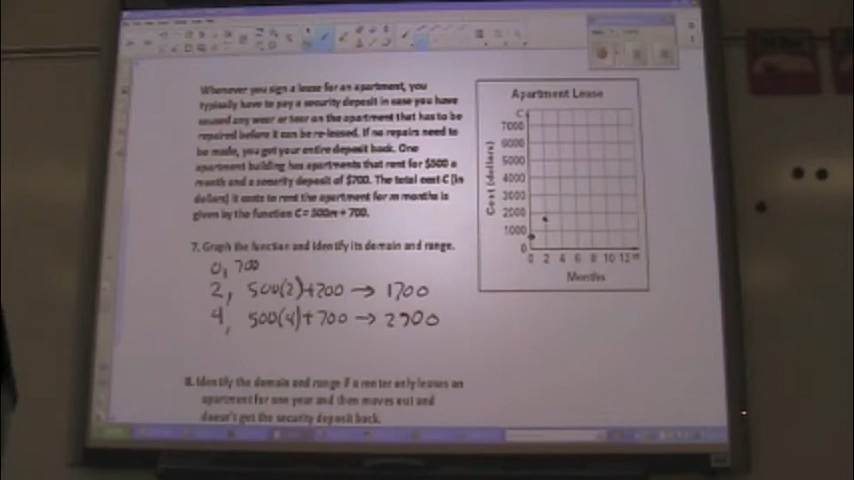 Whenever you sign a lease for an apartment, you
typically have to pay a security deposit in case you have
caused any wear or tear on the apartment that has to be
repaired before it can be re-leased. If no repairs need to
be made, you get your entire deposit back. One
apartment building has apartments that rent for $500 a
month and a security deposit of $700. The total cost C (in
dollars) it costs to rent the apartment for m months is
given by the function C = 500m + 700.
7. Graph the function and identify its domain and range.
0, 700
2, 500(2)+700 → 1700
4, 500(4)+700 → 2700
8. Identify the domain and range if a renter only leases an
apartment for one year and then moves out and
doesn't get the security deposit back.
Apartment Lease
C
7000
6000
5000
4000
3000
2000
1000
0
Cost (dollars)
0 2 4 6 8 10 12 m
Months